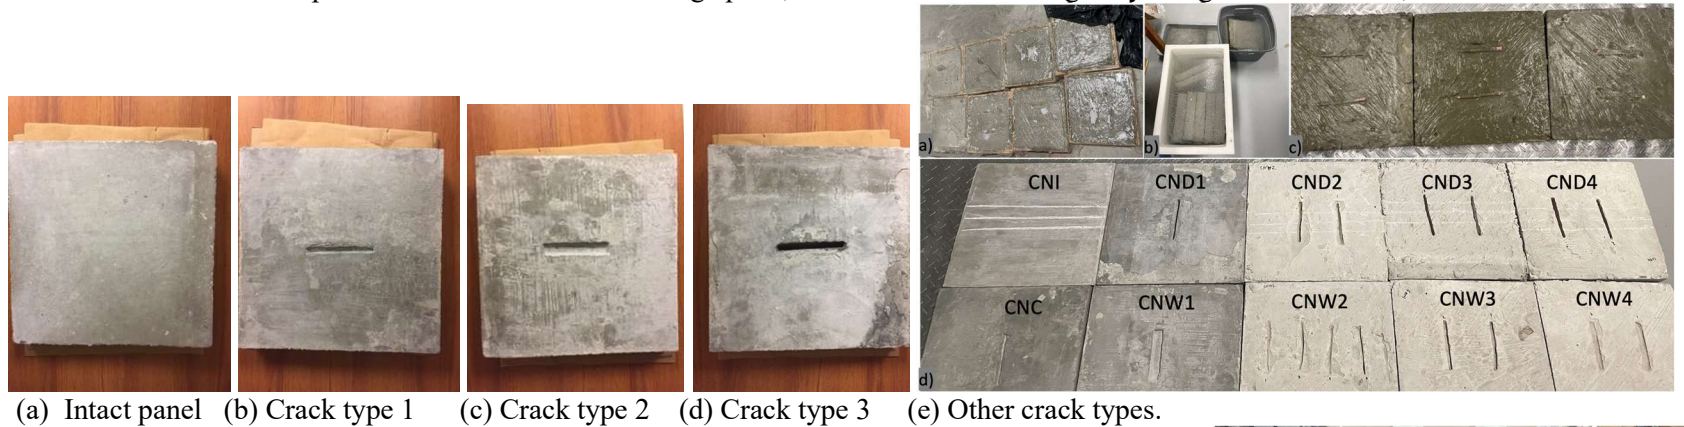 a)
b)
c)
CNI
CND1
CND2
CND3
CND4
CNC
CNW1
CNW2
CNW3
CNW4
d)
(a) Intact panel
(b) Crack type 1
(c) Crack type 2
(d) Crack type 3
(e) Other crack types.